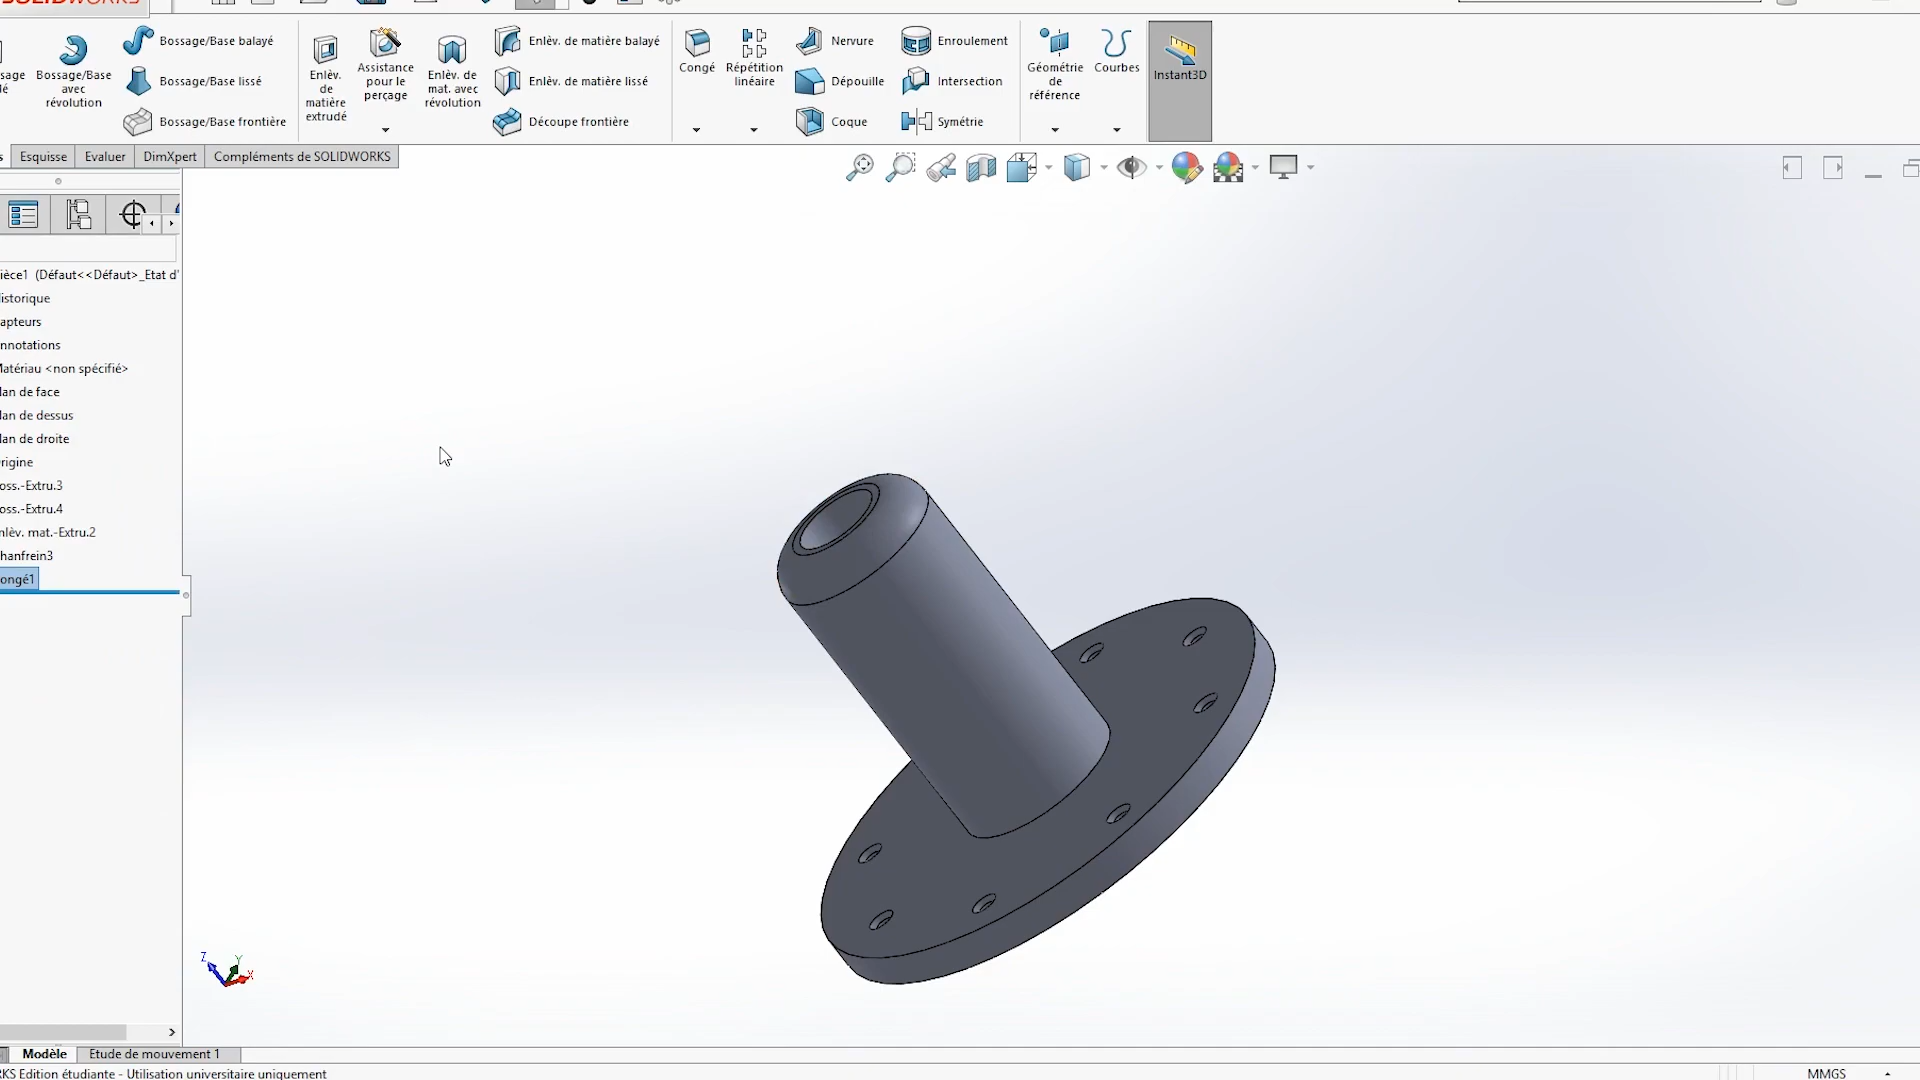 SOLIDWORKS
Bossage/Base
avec
révolution
Bossage/Base balayé
Bossage/Base lissé
Bossage/Base frontière
Enlèv.
de
matière
extrudé
Assistance
pour le
perçage
Enlèv. de
mat. avec
révolution
Enlèv. de matière balayé
Enlèv. de matière lissé
Découpe frontière
Congé
Répétition
linéaire
Nervure
Dépouille
Coque
Enroulement
Intersection
Symétrie
Géométrie
de
référence
Courbes
Instant3D
Esquisse
Evaluer
DimXpert
Compléments de SOLIDWORKS
ièce1 (Défaut<<Défaut>_Etat d'
istorique
apteurs
nnotations
Matériau <non spécifié>
lan de face
lan de dessus
lan de droite
rigine
oss.-Extru.3
oss.-Extru.4
nlèv. mat.-Extru.2
hanfrein3
ongé1
Z
Y
X
Modèle
Etude de mouvement 1
RKS Edition étudiante - Utilisation universitaire uniquement
MMGS